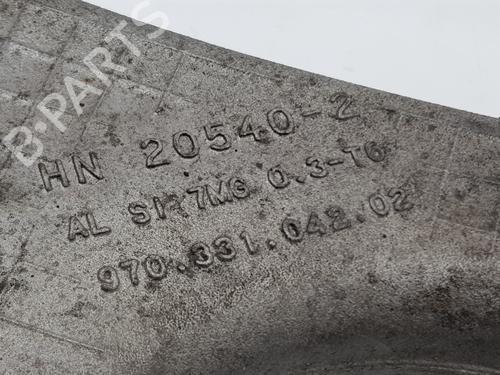 B-PARTS
HN 20540-2
AL SI-7MG 0.3-T6
970.331.042.02